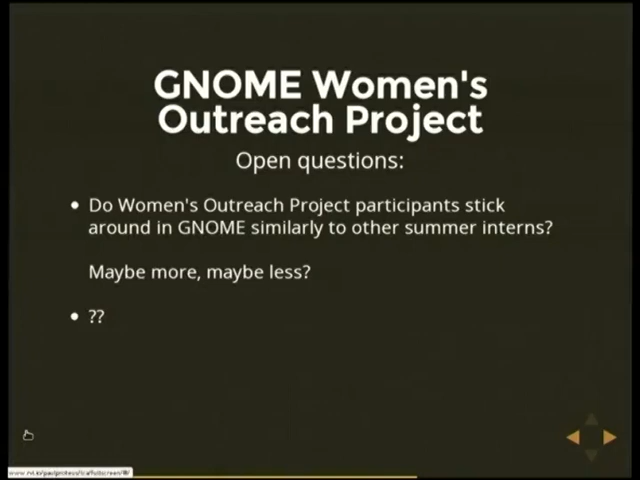 GNOME Women's
Outreach Project
Open questions:
Do Women's Outreach Project participants stick
around in GNOME similarly to other summer interns?
Maybe more, maybe less?
??